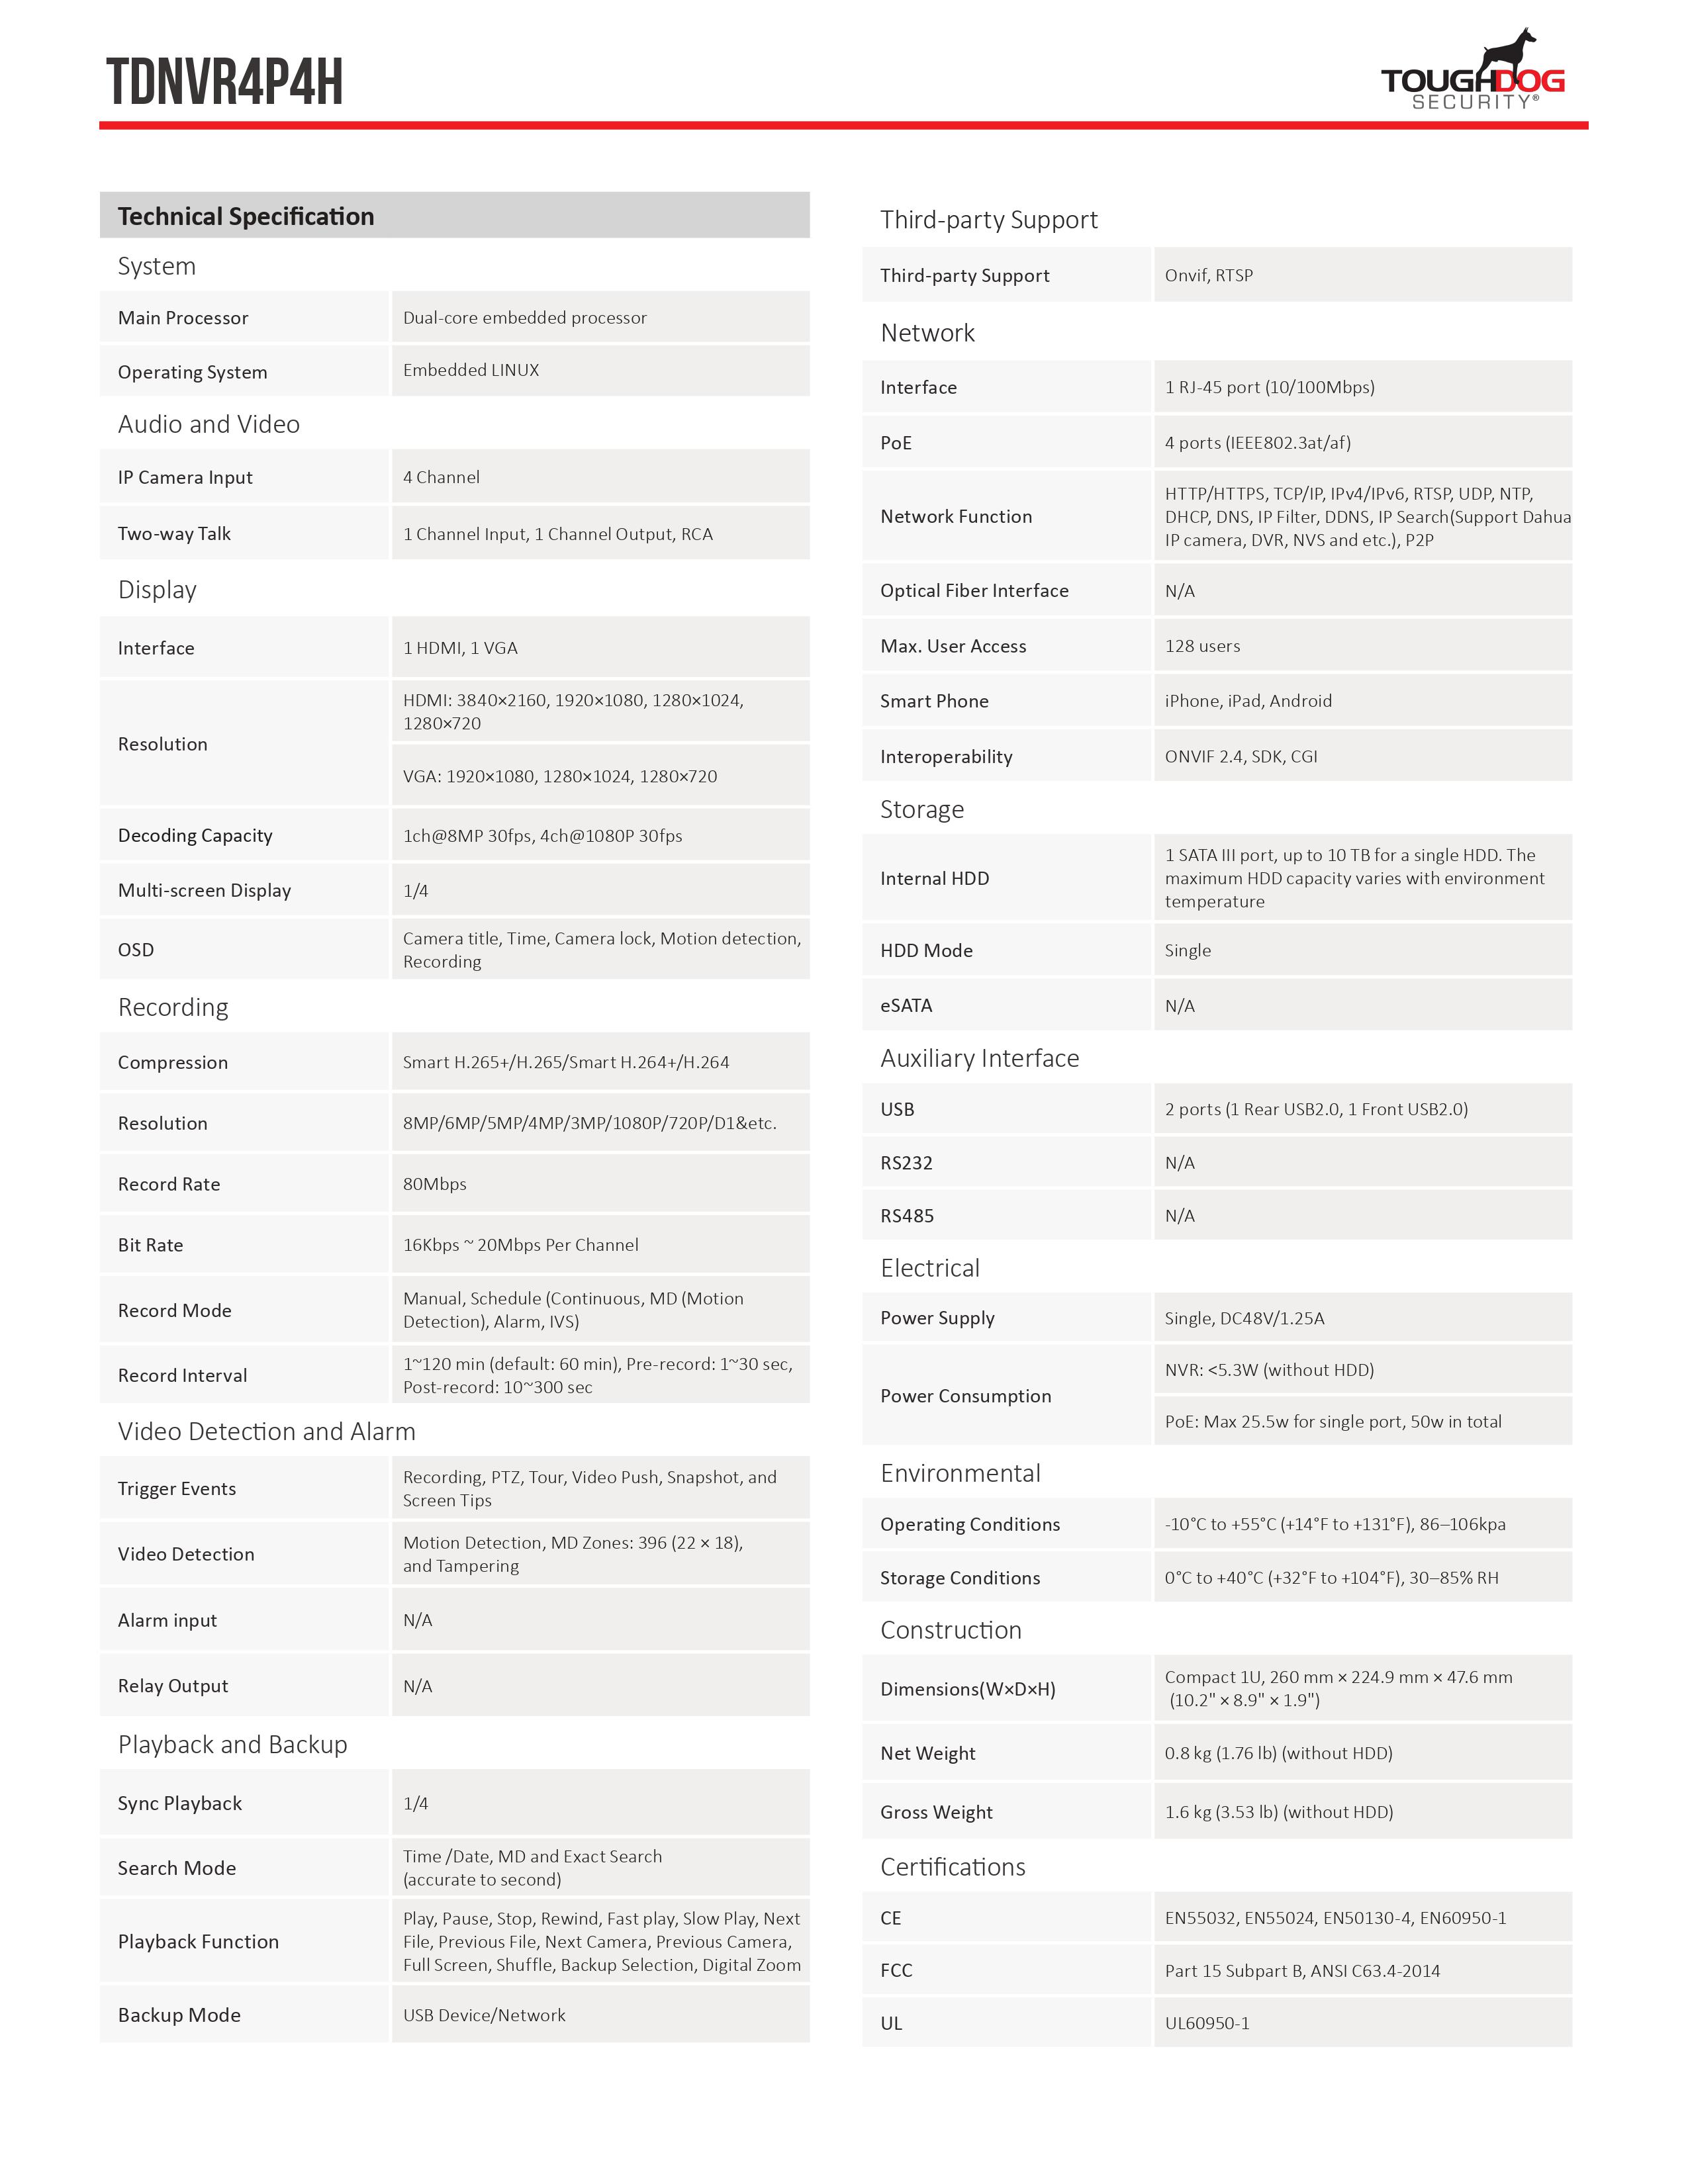 TDNVR4P4H
TOUGHDOG
SECURITY®
Technical Specification
System
Main Processor
Dual-core embedded processor
Operating System
Embedded LINUX
Audio and Video
IP Camera Input
4 Channel
Two-way Talk
1 Channel Input, 1 Channel Output, RCA
Display
Interface
1 HDMI, 1 VGA
Resolution
HDMI: 3840×2160, 1920×1080, 1280×1024,
1280×720
VGA: 1920×1080, 1280×1024, 1280×720
Decoding Capacity
1ch@8MP 30fps, 4ch@1080P 30fps
Multi-screen Display
1/4
OSD
Camera title, Time, Camera lock, Motion detection,
Recording
Recording
Compression
Smart H.265+/H.265/Smart H.264+/H.264
Resolution
8MP/6MP/5MP/4MP/3MP/1080P/720P/D1&etc.
Record Rate
80Mbps
Bit Rate
16Kbps ~ 20Mbps Per Channel
Record Mode
Manual, Schedule (Continuous, MD (Motion
Detection), Alarm, IVS)
Record Interval
1~120 min (default: 60 min), Pre-record: 1~30 sec,
Post-record: 10~300 sec
Video Detection and Alarm
Trigger Events
Recording, PTZ, Tour, Video Push, Snapshot, and
Screen Tips
Video Detection
Motion Detection, MD Zones: 396 (22 × 18),
and Tampering
Alarm input
N/A
Relay Output
N/A
Playback and Backup
Sync Playback
1/4
Search Mode
Time /Date, MD and Exact Search
(accurate to second)
Playback Function
Play, Pause, Stop, Rewind, Fast play, Slow Play, Next
File, Previous File, Next Camera, Previous Camera,
Full Screen, Shuffle, Backup Selection, Digital Zoom
Backup Mode
USB Device/Network
Third-party Support
Third-party Support
Onvif, RTSP
Network
Interface
1 RJ-45 port (10/100Mbps)
PoE
4 ports (IEEE802.3at/af)
Network Function
HTTP/HTTPS, TCP/IP, IPv4/IPv6, RTSP, UDP, NTP,
DHCP, DNS, IP Filter, DDNS, IP Search(Support Dahua
IP camera, DVR, NVS and etc.), P2P
Optical Fiber Interface
N/A
Max. User Access
128 users
Smart Phone
iPhone, iPad, Android
Interoperability
ONVIF 2.4, SDK, CGI
Storage
Internal HDD
1 SATA III port, up to 10 TB for a single HDD. The
maximum HDD capacity varies with environment
temperature
HDD Mode
Single
eSATA
N/A
Auxiliary Interface
USB
2 ports (1 Rear USB2.0, 1 Front USB2.0)
RS232
N/A
RS485
N/A
Electrical
Power Supply
Single, DC48V/1.25A
Power Consumption
NVR: <5.3W (without HDD)
PoE: Max 25.5w for single port, 50w in total
Environmental
Operating Conditions
-10°C to +55°C (+14°F to +131°F), 86–106kpa
Storage Conditions
0°C to +40°C (+32°F to +104°F), 30–85% RH
Construction
Dimensions(W×D×H)
Compact 1U, 260 mm × 224.9 mm × 47.6 mm
(10.2" × 8.9" × 1.9")
Net Weight
0.8 kg (1.76 lb) (without HDD)
Gross Weight
1.6 kg (3.53 lb) (without HDD)
Certifications
CE
EN55032, EN55024, EN50130-4, EN60950-1
FCC
Part 15 Subpart B, ANSI C63.4-2014
UL
UL60950-1